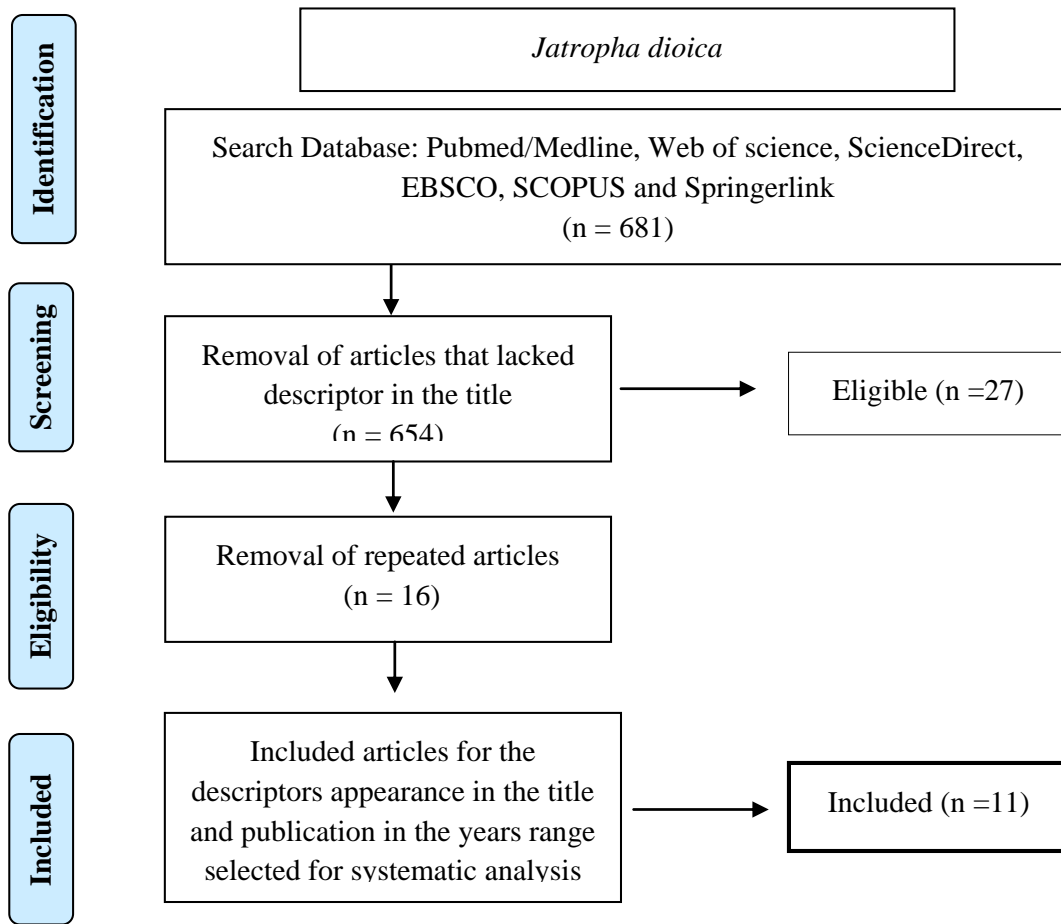 Jatropha dioica
Identification
Search Database: Pubmed/Medline, Web of science, ScienceDirect,
EBSCO, SCOPUS and Springerlink
(n = 681)
Screening
Removal of articles that lacked
descriptor in the title
(n = 654)
Eligible (n =27)
Eligibility
Removal of repeated articles
(n = 16)
Included
Included articles for the
descriptors appearance in the title
and publication in the years range
selected for systematic analysis
Included (n =11)